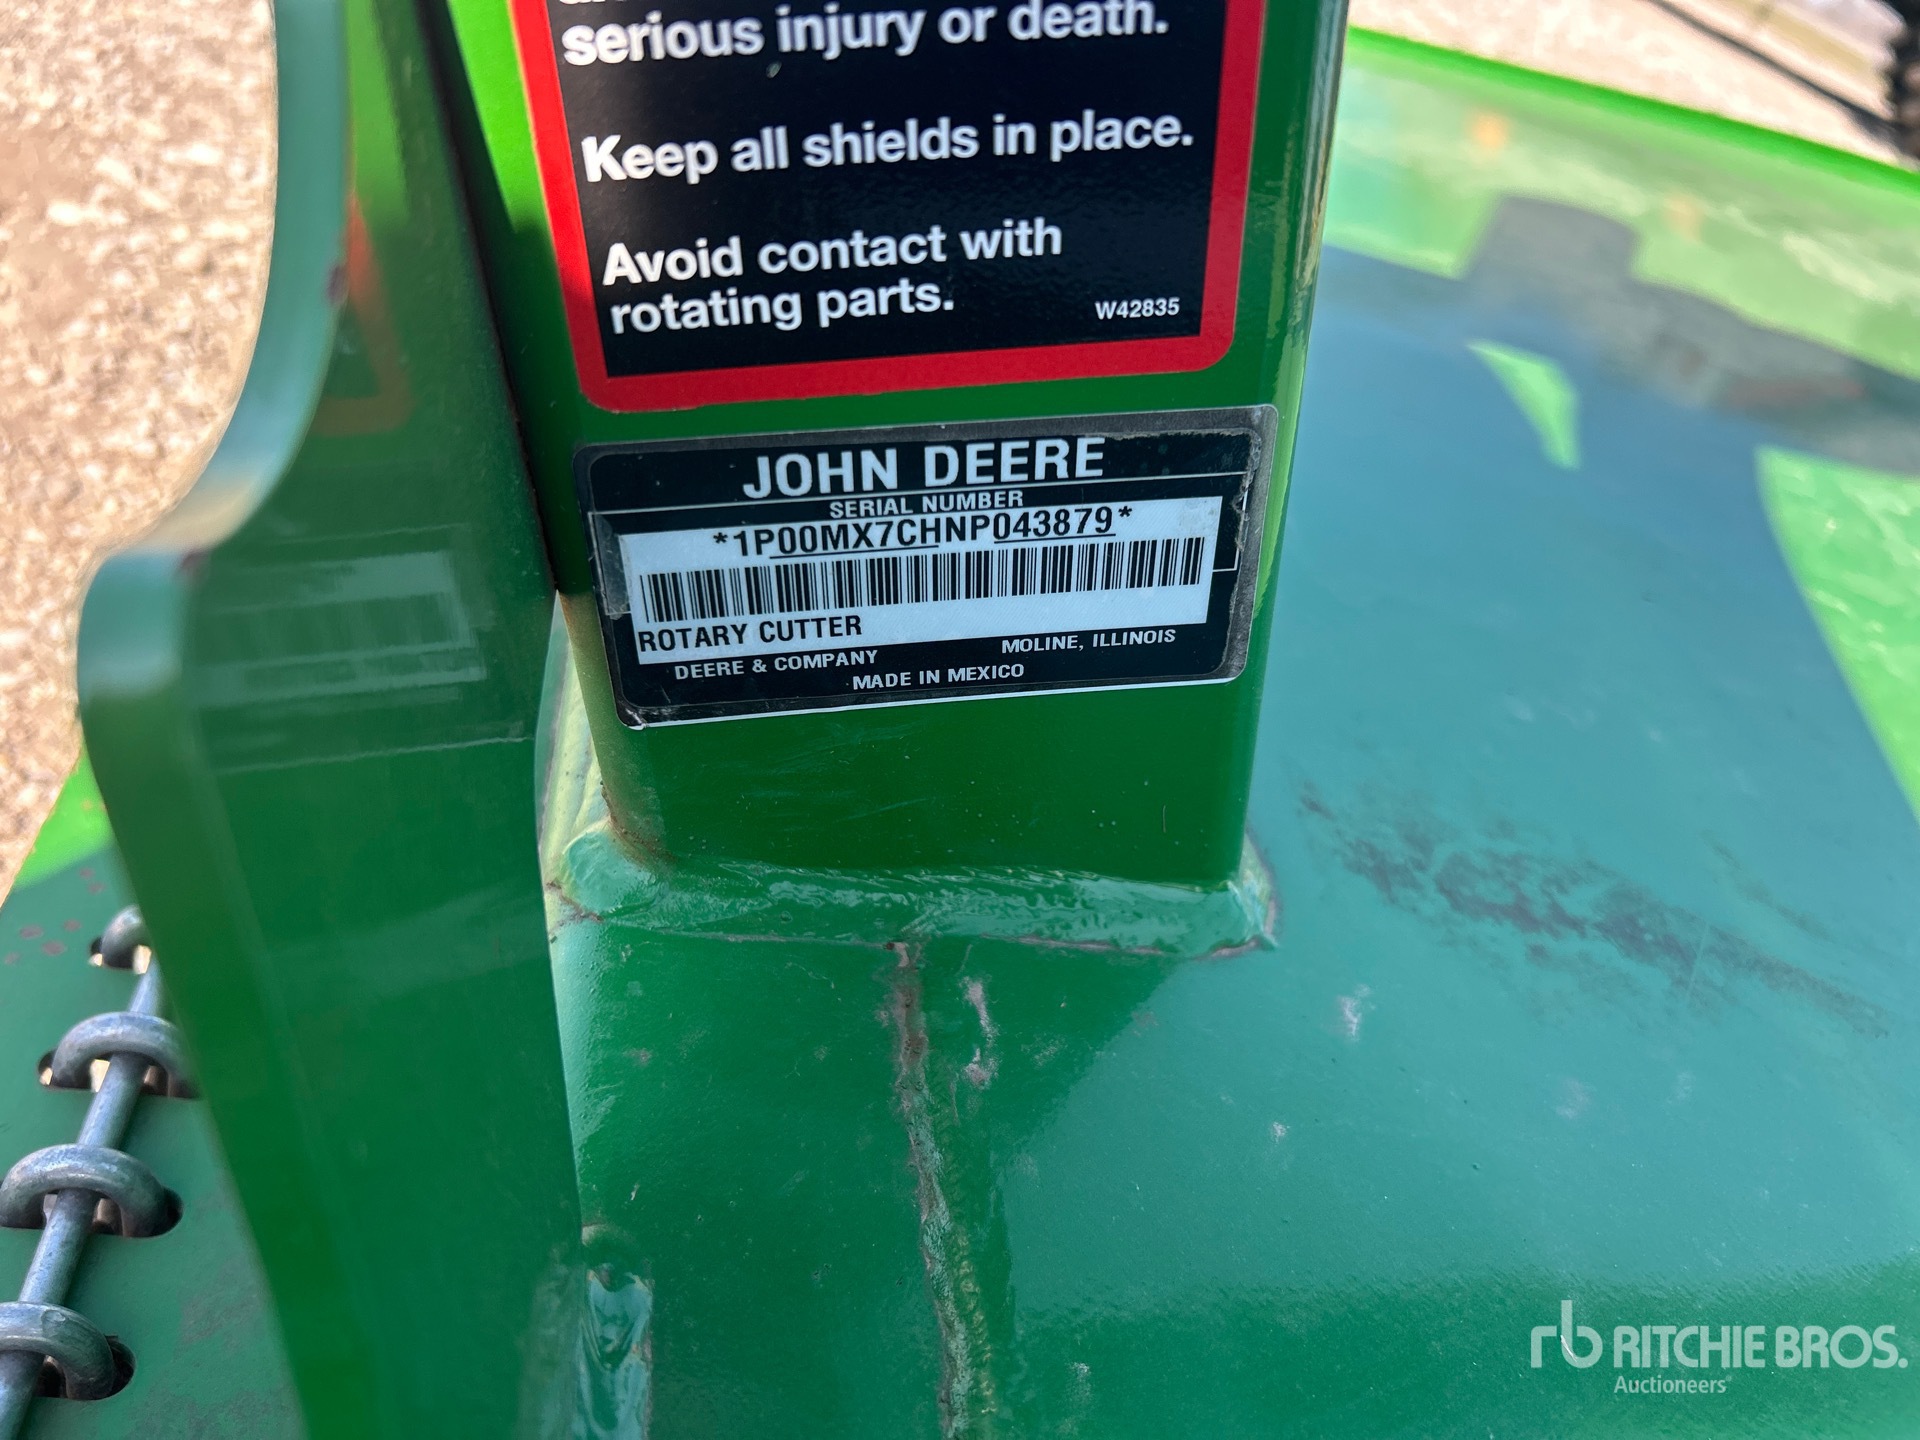 serious injury or death.
Keep all shields in place.
Avoid contact with
rotating parts.
W42835
JOHN DEERE
SERIAL NUMBER
*1P00MX7CHNP043879*
ROTARY CUTTER
DEERE & COMPANY MOLINE, ILLINOIS
MADE IN MEXICO
rb RITCHIE BROS.
Auctioneers